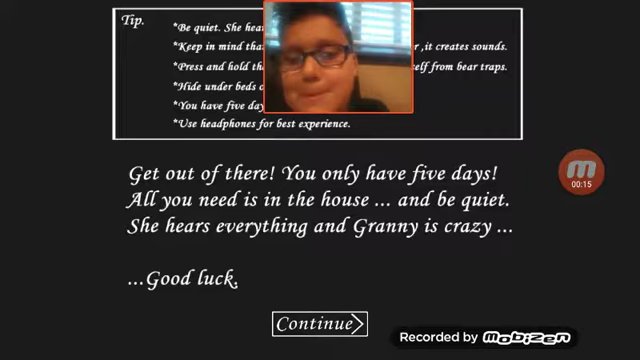 Tip.
*Be quiet. She hear
*Keep in mind tha r ,it creates sounds.
*Press and hold th elf from bear traps.
*Hide under beds
*You have five day
*Use headphones for best experience.
Get out of there! You only have five days!
All you need is in the house ... and be quiet.
She hears everything and Granny is crazy ...
...Good luck.
Continue
00:15
Recorded by mobizen